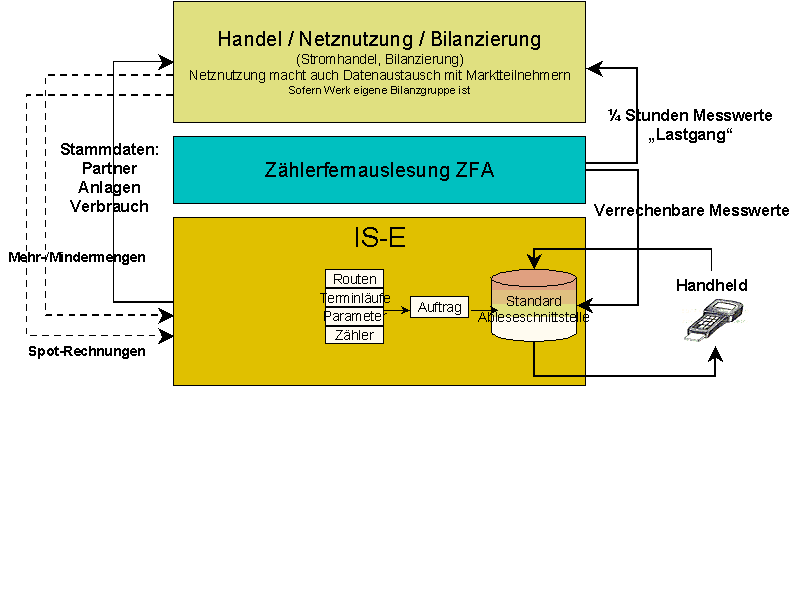 Handel / Netznutzung / Bilanzierung
(Stromhandel, Bilanzierung)
Netznutzung macht auch Datenaustausch mit Marktteilnehmern
Sofern Werk eigene Bilanzgruppe ist
¼ Stunden Messwerte
„Lastgang“
Stammdaten:
Partner
Anlagen
Verbrauch
Zählerfernauslesung ZFA
Verrechenbare Messwerte
IS-E
Mehr-/Mindermengen
Routen
Terminläufe
Parameter
Zähler
Auftrag
Standard
Ableseschnittstelle
Handheld
Spot-Rechnungen